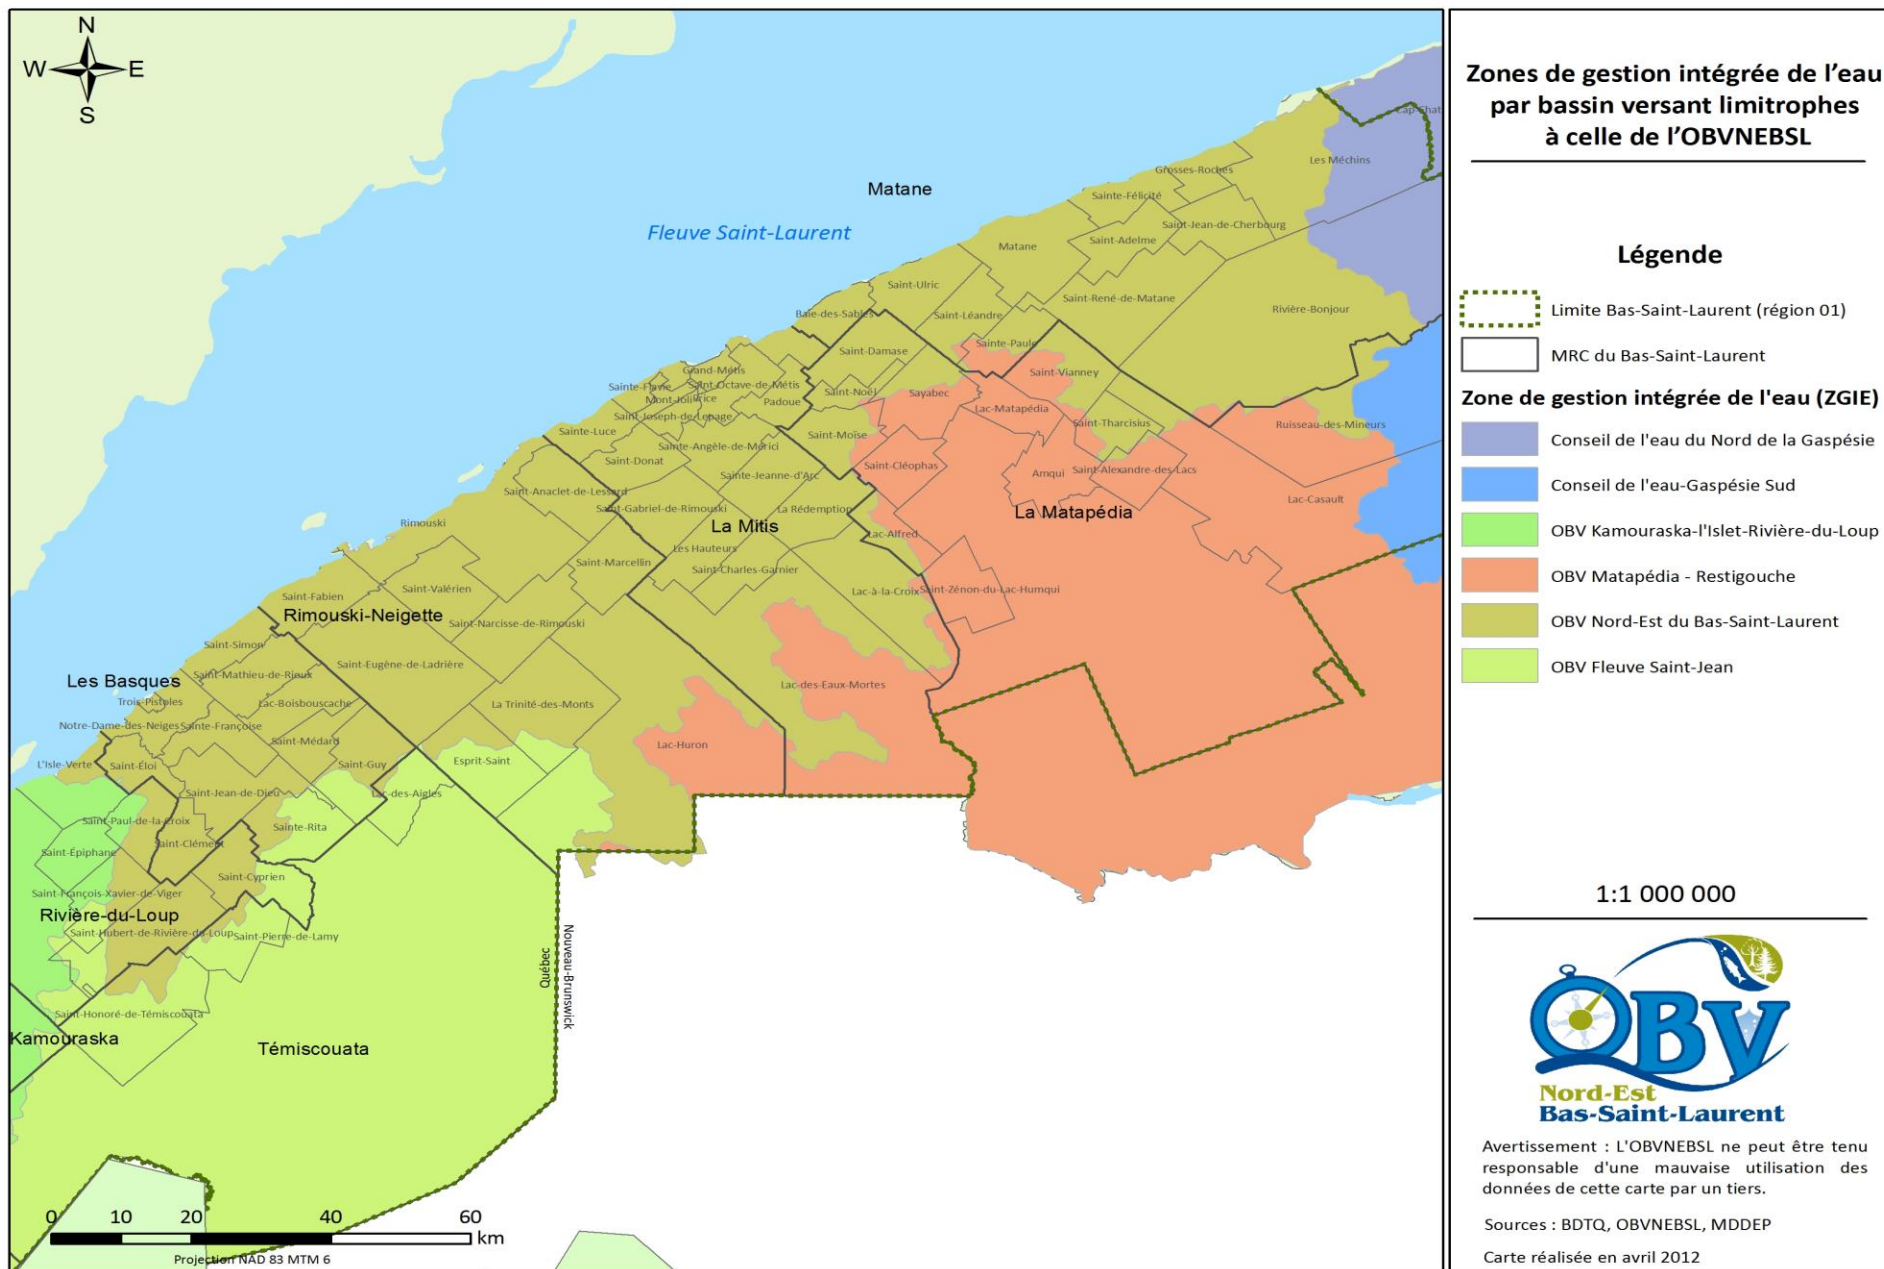 N
W
E
S
Fleuve Saint-Laurent
Matane
Cap-Chat
Les Méchins
Grosses-Roches
Sainte-Félicité
Saint-Jean-de-Cherbourg
Matane
Saint-Adelme
Saint-Ulric
Saint-René-de-Matane
Rivière-Bonjour
Baie-des-Sables
Saint-Léandre
Sainte-Paule
Saint-Damase
Saint-Vianney
Grand-Métis
Sainte-Flavie
Saint-Octave-de-Métis
Mont-Joli
Price
Padoue
Saint-Noël
Sayabec
Lac-Matapédia
Saint-Joseph-de-Lepage
Saint-Tharcisius
Ruisseau-des-Mineurs
Sainte-Luce
Saint-Moïse
Sainte-Angèle-de-Mérici
Saint-Donat
Saint-Cléophas
Sainte-Jeanne-d'Arc
Amqui
Saint-Alexandre-des-Lacs
Saint-Anaclet-de-Lessard
Lac-Casault
Saint-Gabriel-de-Rimouski
La Rédemption
La Mitis
La Matapédia
Rimouski
Lac-Alfred
Les Hauteurs
Saint-Marcellin
Saint-Charles-Garnier
Saint-Valérien
Lac-à-la-Croix
Saint-Zénon-du-Lac-Humqui
Saint-Fabien
Rimouski-Neigette
Saint-Narcisse-de-Rimouski
Saint-Simon
Saint-Eugène-de-Ladrière
Saint-Mathieu-de-Rioux
Les Basques
Lac-des-Eaux-Mortes
Trois-Pistoles
Lac-Boisbouscache
La Trinité-des-Monts
Notre-Dame-des-Neiges
Sainte-Françoise
Saint-Médard
Lac-Huron
L'Isle-Verte
Saint-Éloi
Saint-Guy
Esprit-Saint
Saint-Jean-de-Dieu
Lac-des-Aigles
Saint-Paul-de-la-Croix
Sainte-Rita
Saint-Clément
Saint-Épiphane
Saint-Cyprien
Saint-François-Xavier-de-Viger
Rivière-du-Loup
Saint-Hubert-de-Rivière-du-Loup
Saint-Pierre-de-Lamy
Saint-Honoré-de-Témiscouata
Kamouraska
Témiscouata
Québec
Nouveau-Brunswick
0 10 20 40 60
km
Projection NAD 83 MTM 6
Zones de gestion intégrée de l'eau
par bassin versant limitrophes
à celle de l'OBVNEBSL
Légende
Limite Bas-Saint-Laurent (région 01)
MRC du Bas-Saint-Laurent
Zone de gestion intégrée de l'eau (ZGIE)
Conseil de l'eau du Nord de la Gaspésie
Conseil de l'eau-Gaspésie Sud
OBV Kamouraska-l'Islet-Rivière-du-Loup
OBV Matapédia - Restigouche
OBV Nord-Est du Bas-Saint-Laurent
OBV Fleuve Saint-Jean
1:1 000 000
OBV
Nord-Est
Bas-Saint-Laurent
Avertissement : L'OBVNEBSL ne peut être tenu
responsable d'une mauvaise utilisation des
données de cette carte par un tiers.
Sources : BDTQ, OBVNEBSL, MDDEP
Carte réalisée en avril 2012